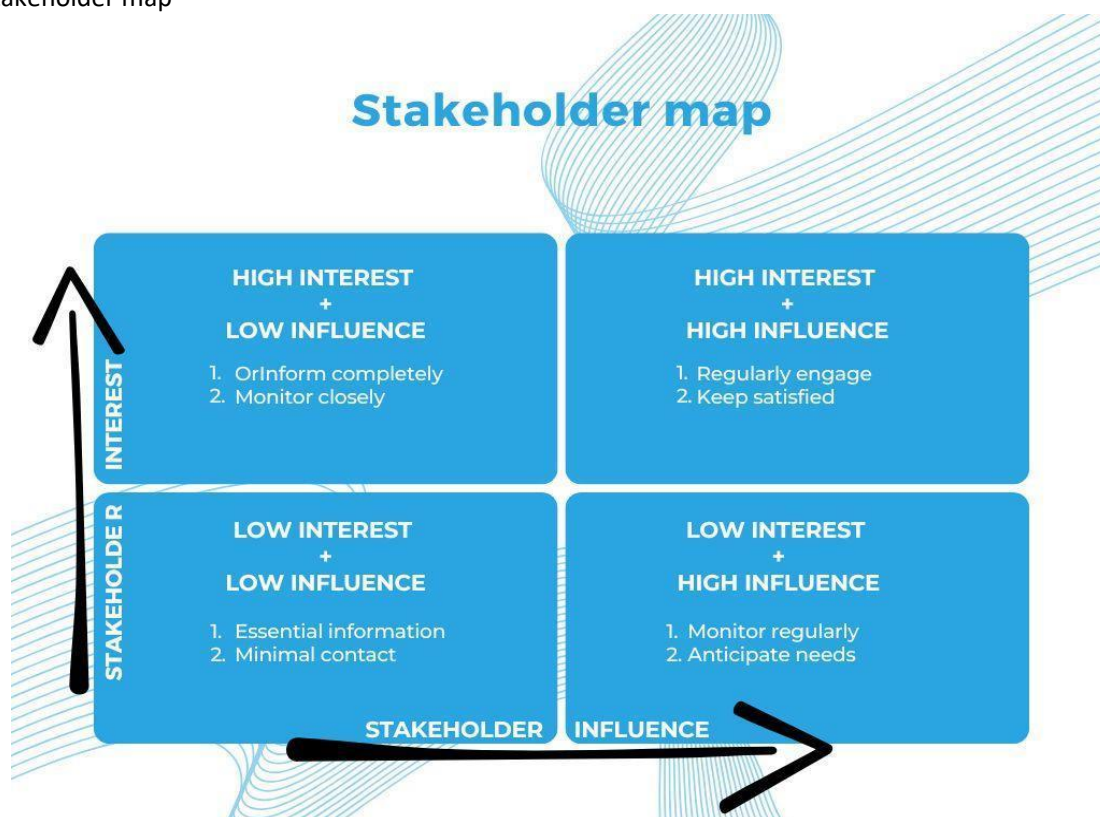 akeholder map
Stakeholder map
HIGH INTEREST
+
LOW INFLUENCE
1. OrInform completely
2. Monitor closely
HIGH INTEREST
+
HIGH INFLUENCE
1. Regularly engage
2. Keep satisfied
INTEREST
LOW INTEREST
+
LOW INFLUENCE
1. Essential information
2. Minimal contact
LOW INTEREST
+
HIGH INFLUENCE
1. Monitor regularly
2. Anticipate needs
STAKEHOLDE R
STAKEHOLDER INFLUENCE